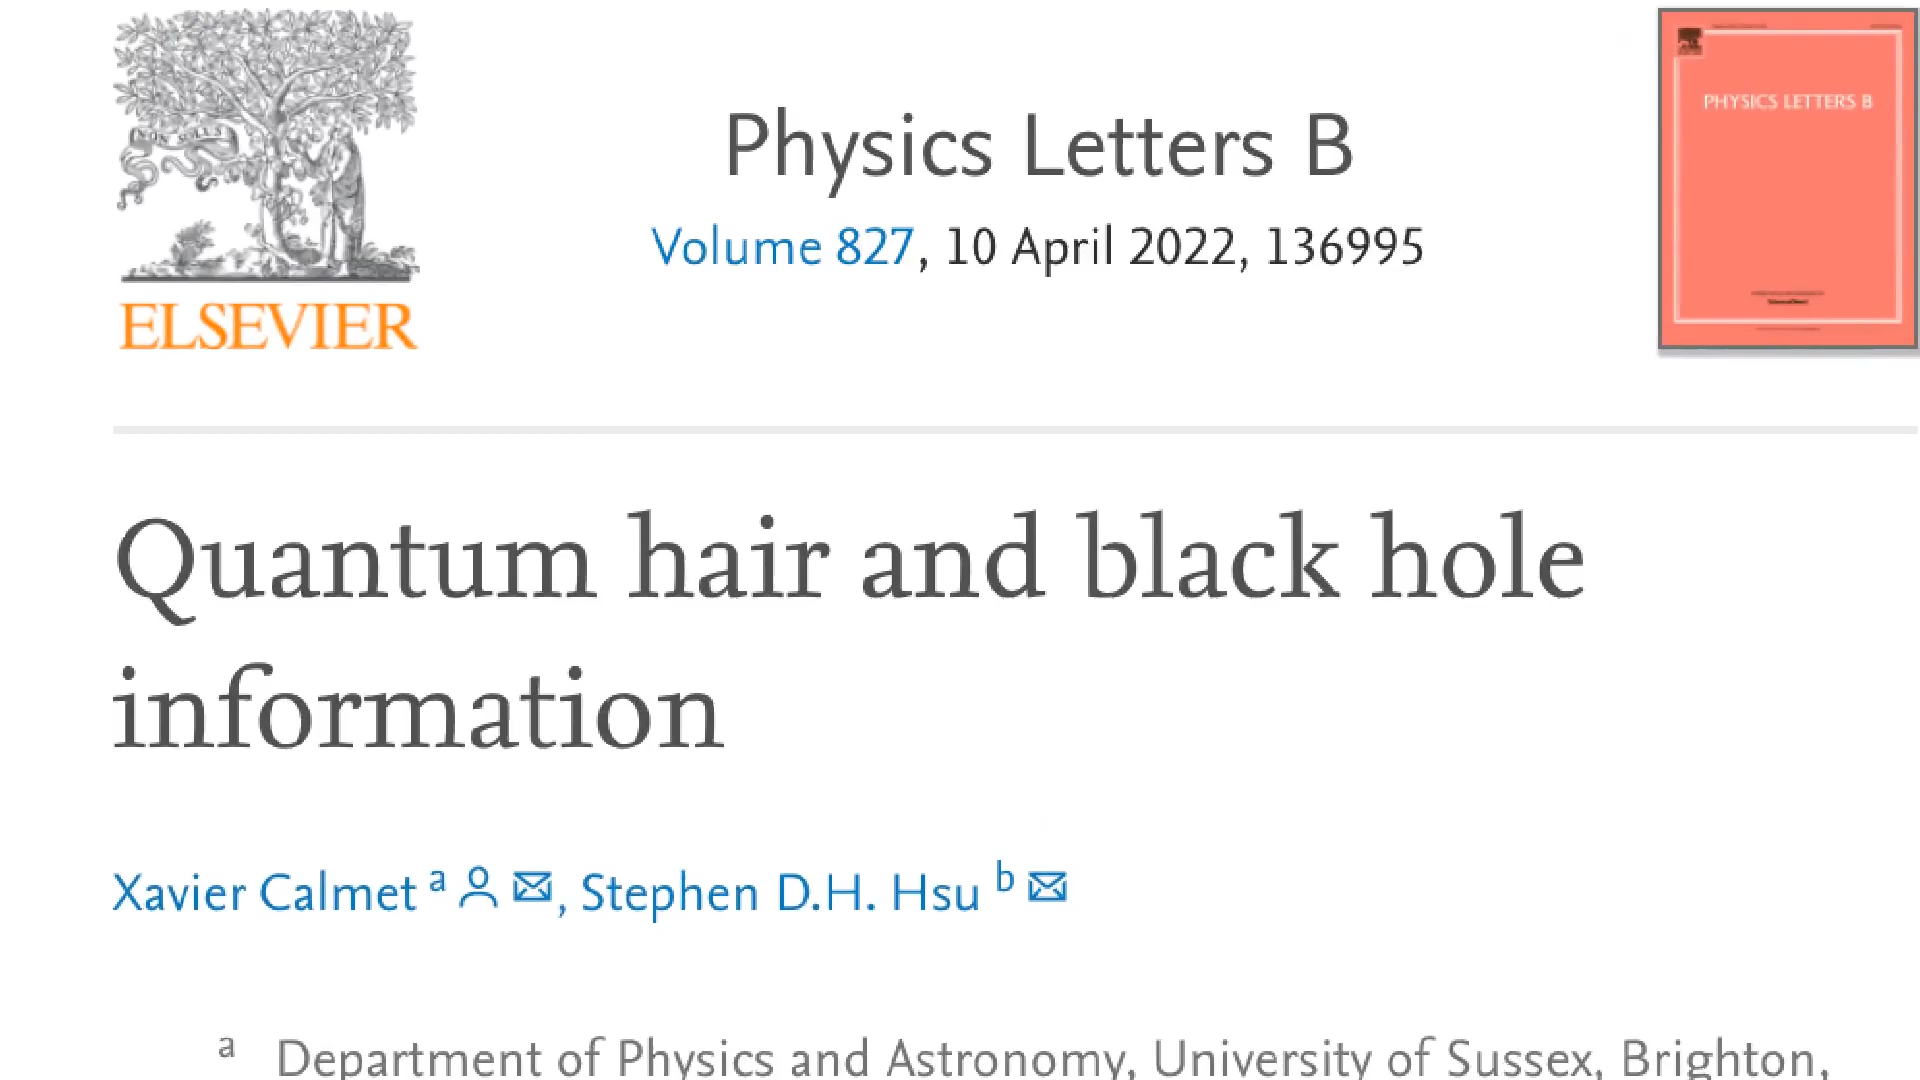 ELSEVIER
Physics Letters B
Volume 827, 10 April 2022, 136995
PHYSICS LETTERS B
Quantum hair and black hole
information
Xavier Calmet a, Stephen D.H. Hsu b
a Department of Physics and Astronomy, University of Sussex, Brighton,